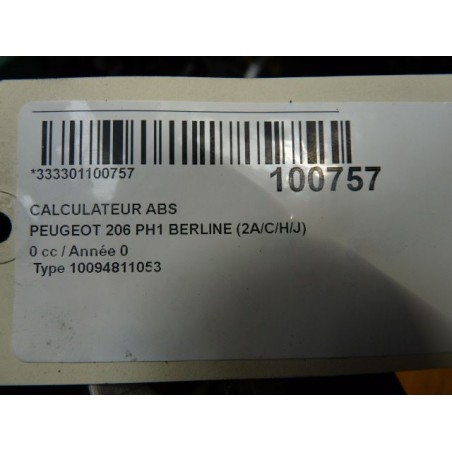 *333301100757
100757
CALCULATEUR ABS
PEUGEOT 206 PH1 BERLINE (2A/C/H/J)
0 cc / Année 0
Type 10094811053